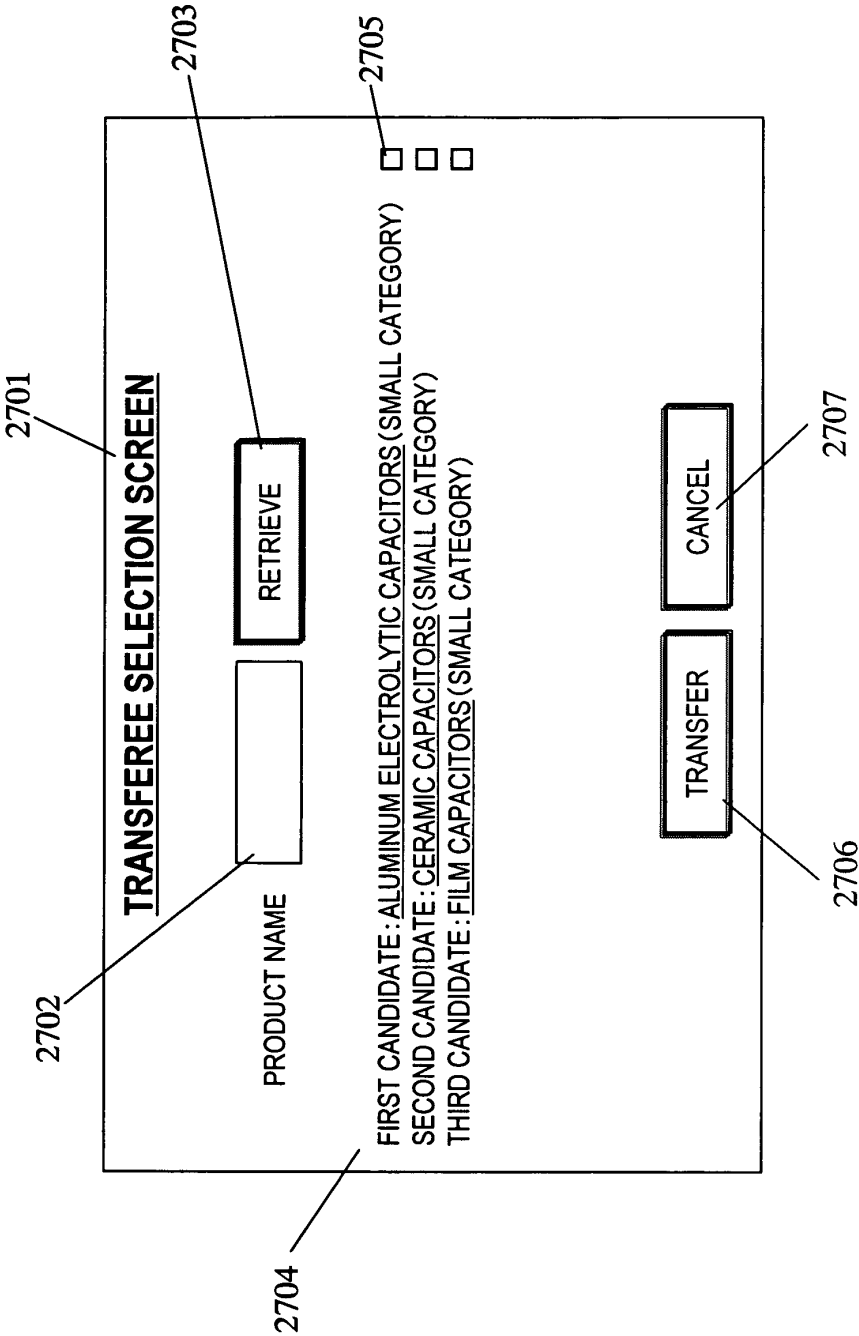 2701
2703
TRANSFEREE SELECTION SCREEN
2702
PRODUCT NAME
RETRIEVE
2705
2704
FIRST CANDIDATE:ALUMINUM ELECTROLYTIC CAPACITORS(SMALL CATEGORY)
SECOND CANDIDATE:CERAMIC CAPACITORS(SMALL CATEGORY)
THIRD CANDIDATE:FILM CAPACITORS(SMALL CATEGORY)
TRANSFER
CANCEL
2706
2707